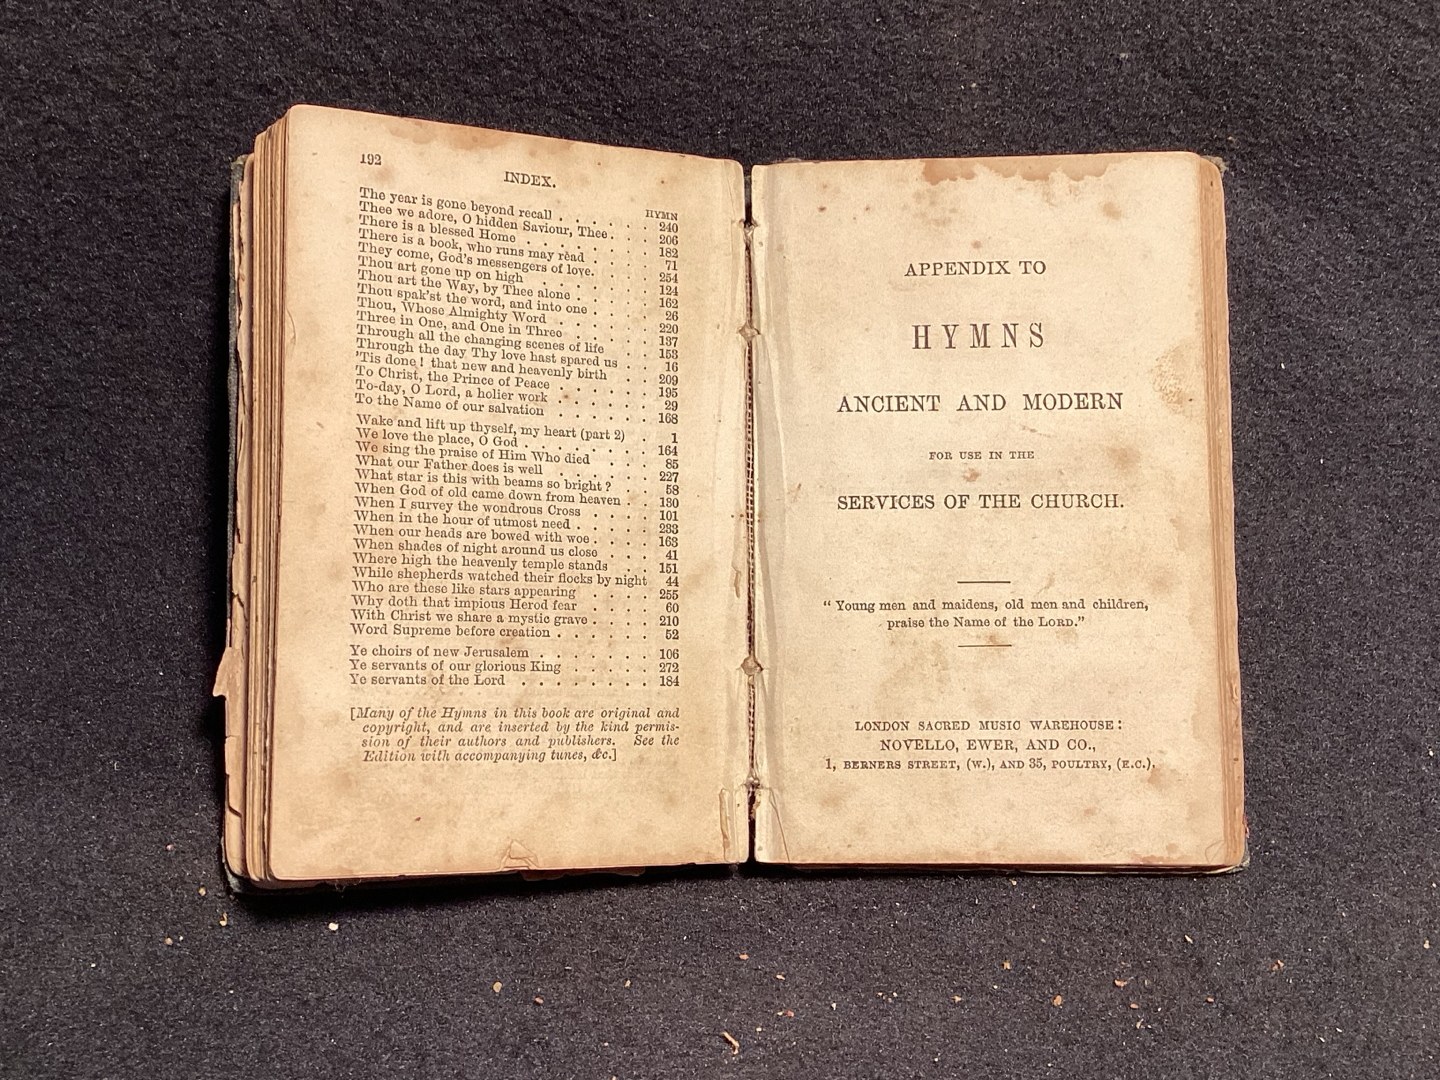 192
INDEX.
HYMN
The year is gone beyond recall . . . . . 240
Thee we adore, O hidden Saviour, Thee . . . 206
There is a blessed Home . . . . . . . 182
There is a book, who runs may read . . . . 71
They come, God's messengers of love. . . . 254
Thou art gone up on high . . . . . . 124
Thou art the Way, by Thee alone . . . . . 162
Thou spak'st the word, and into one . . . . 26
Thou, Whose Almighty Word . . . . . . 220
Three in One, and One in Three . . . . . 137
Through all the changing scenes of life . . 153
Through the day Thy love hast spared us . . 16
'Tis done! that new and heavenly birth . . 209
To Christ, the Prince of Peace . . . . . 195
To-day, O Lord, a holier work . . . . . 29
To the Name of our salvation . . . . . 168
Wake and lift up thyself, my heart (part 2) . 1
We love the place, O God . . . . . . . 164
We sing the praise of Him Who died . . . 85
What our Father does is well . . . . . 227
What star is this with beams so bright? . . 58
When God of old came down from heaven . . 130
When I survey the wondrous Cross . . . . 101
When in the hour of utmost need . . . . . 233
When our heads are bowed with woe . . . . 163
When shades of night around us close . . . 41
Where high the heavenly temple stands . . 151
While shepherds watched their flocks by night 44
Who are these like stars appearing . . . . 255
Why doth that impious Herod fear . . . . 60
With Christ we share a mystic grave . . . . 210
Word Supreme before creation . . . . . . 52
Ye choirs of new Jerusalem . . . . . . 106
Ye servants of our glorious King . . . . . 272
Ye servants of the Lord . . . . . . . . 184
[Many of the Hymns in this book are original and
copyright, and are inserted by the kind permis-
sion of their authors and publishers. See the
Edition with accompanying tunes, &c.]
APPENDIX TO
HYMNS
ANCIENT AND MODERN
FOR USE IN THE
SERVICES OF THE CHURCH.
"Young men and maidens, old men and children,
praise the Name of the LORD."
LONDON SACRED MUSIC WAREHOUSE:
NOVELLO, EWER, AND CO.,
1, BERNERS STREET, (W.), AND 35, POULTRY, (E.C.),